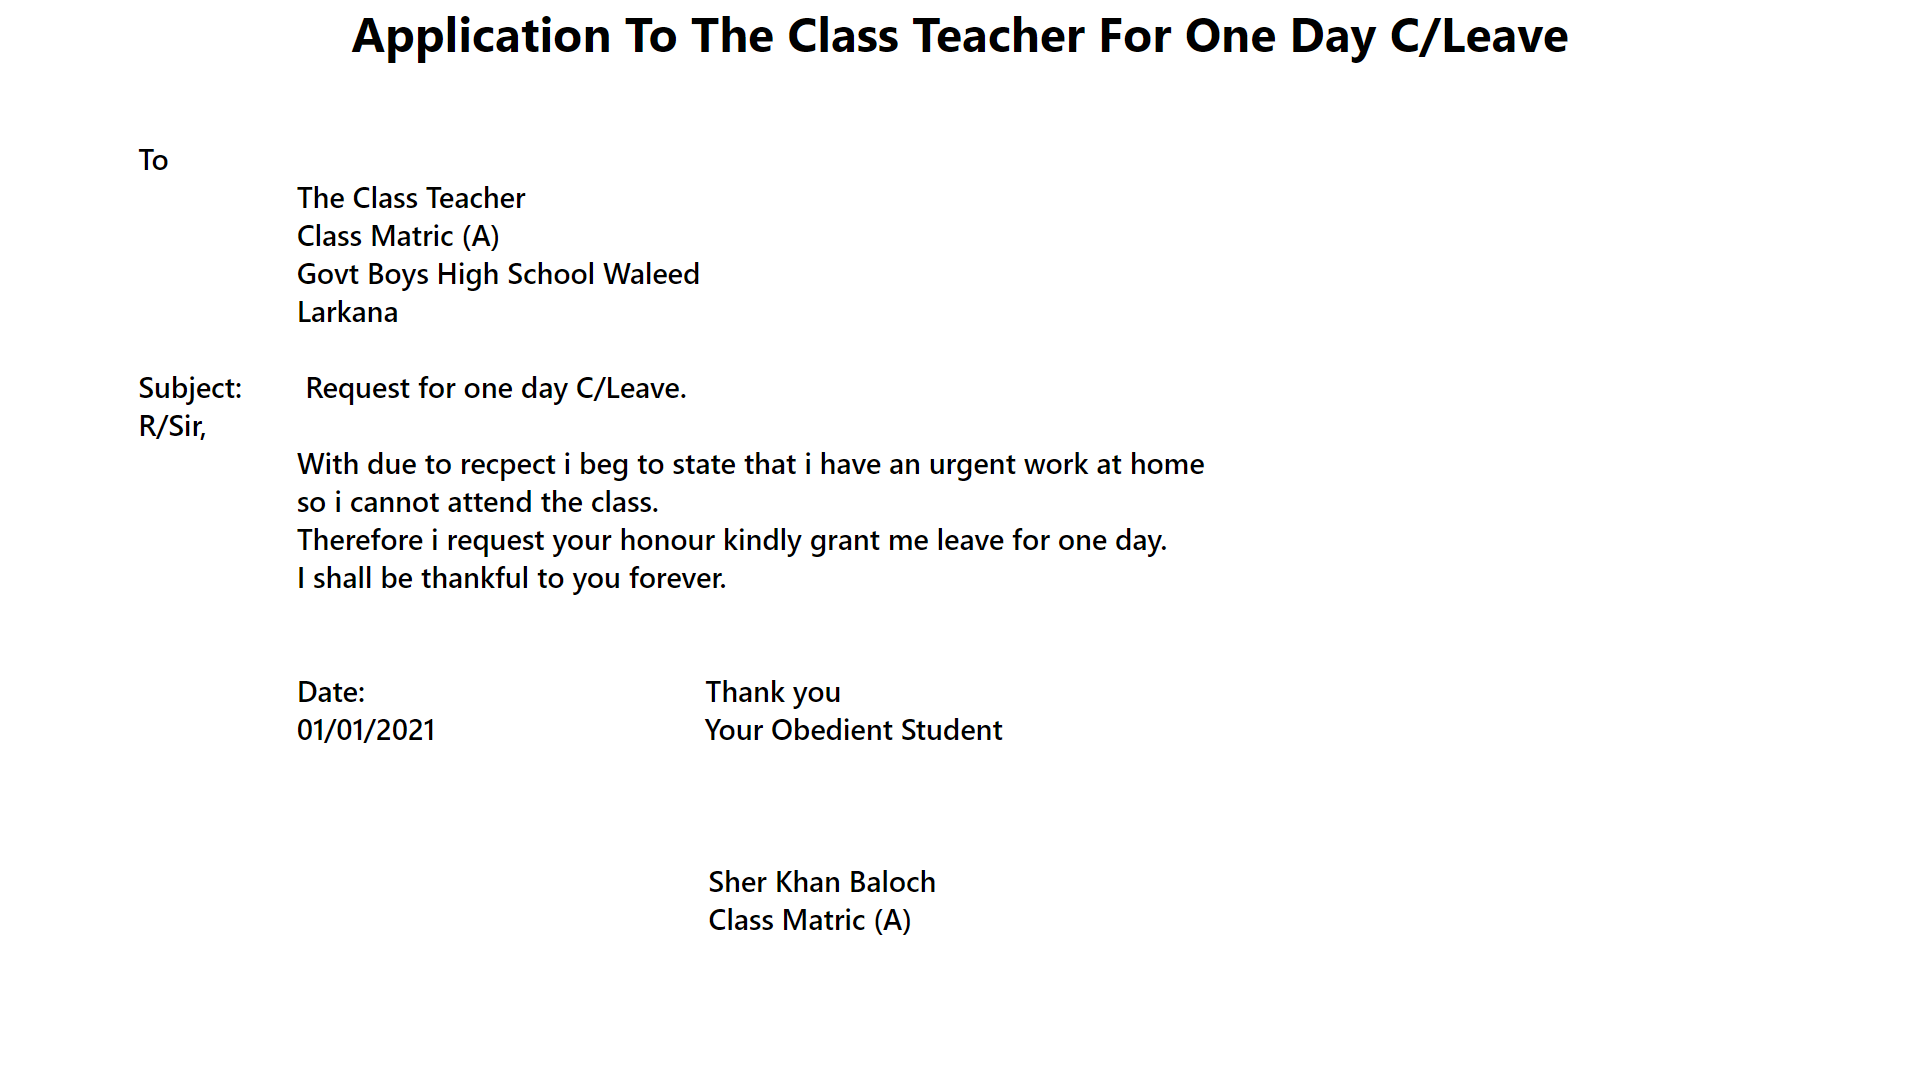 Application To The Class Teacher For One Day C/Leave
To
The Class Teacher
Class Matric (A)
Govt Boys High School Waleed
Larkana
Subject: Request for one day C/Leave.
R/Sir,
With due to recpect i beg to state that i have an urgent work at home
so i cannot attend the class.
Therefore i request your honour kindly grant me leave for one day.
I shall be thankful to you forever.
Date: Thank you
01/01/2021 Your Obedient Student
Sher Khan Baloch
Class Matric (A)